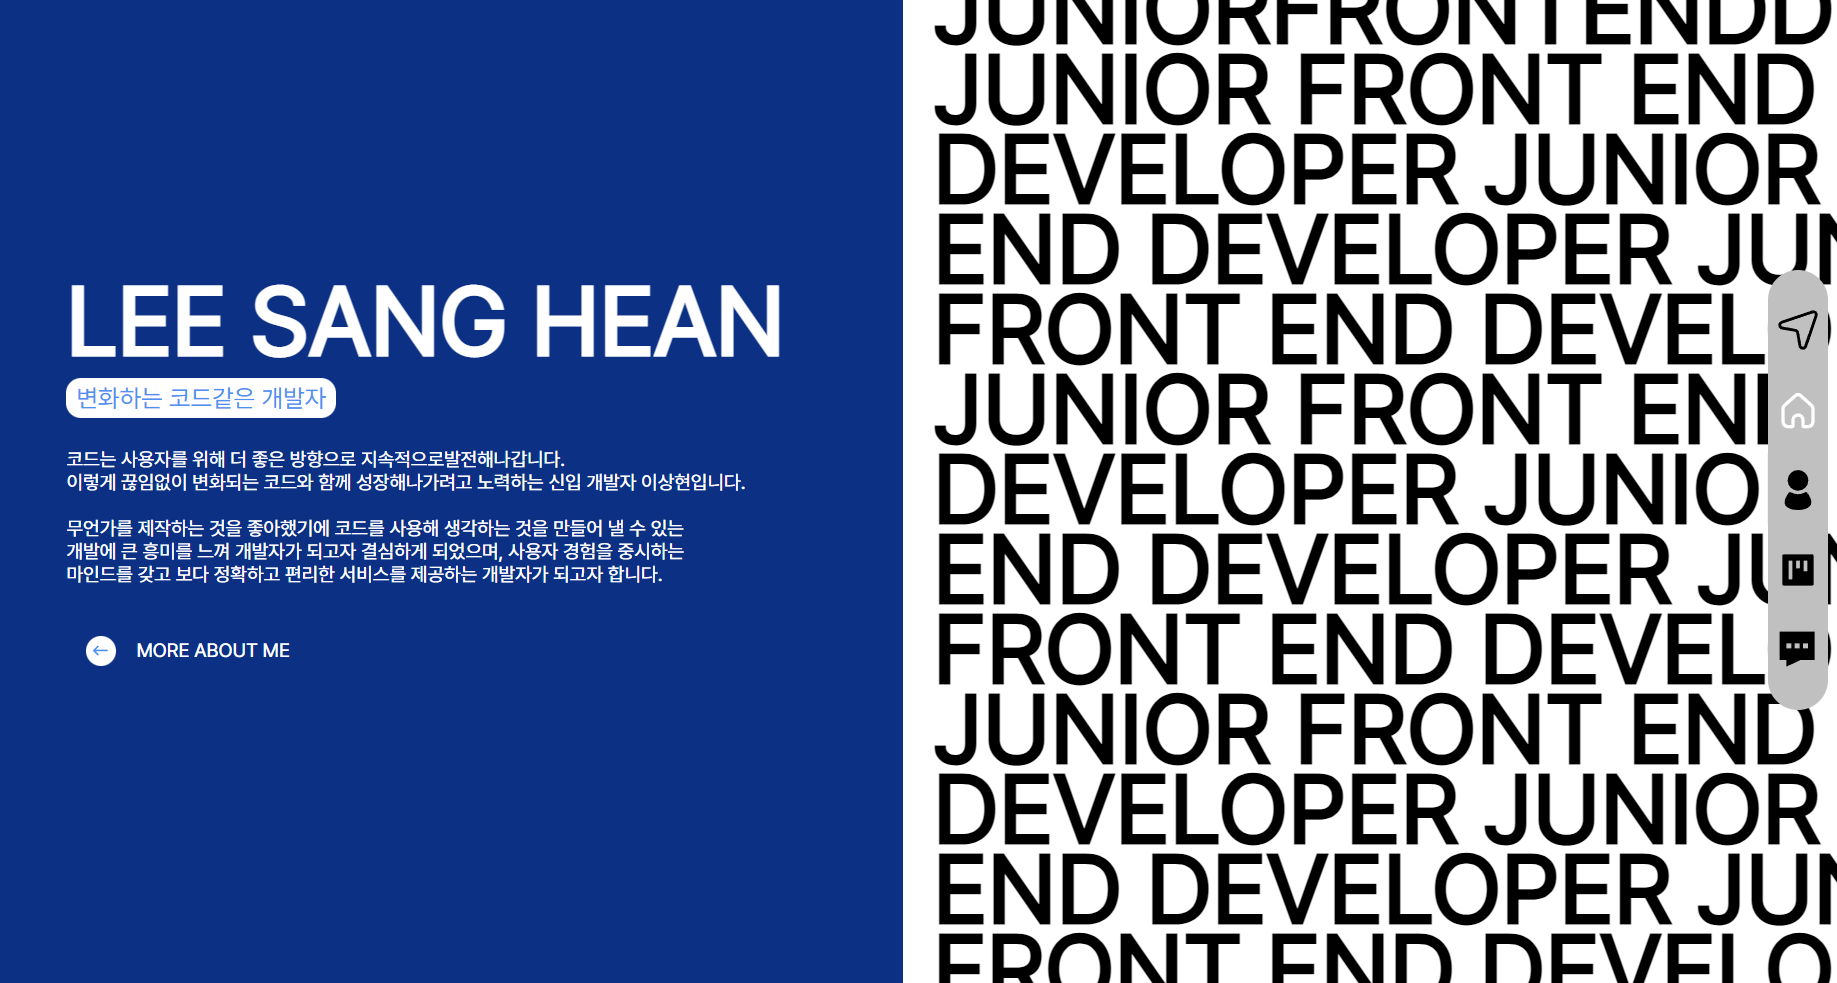 LEE SANG HEAN
변화하는 코드같은 개발자
코드는 사용자를 위해 더 좋은 방향으로 지속적으로발전해나갑니다.
이렇게 끊임없이 변화되는 코드와 함께 성장해나가려고 노력하는 신입 개발자 이상현입니다.
무언가를 제작하는 것을 좋아했기에 코드를 사용해 생각하는 것을 만들어 낼 수 있는
개발에 큰 흥미를 느껴 개발자가 되고자 결심하게 되었으며, 사용자 경험을 중시하는
마인드를 갖고 보다 정확하고 편리한 서비스를 제공하는 개발자가 되고자 합니다.
MORE ABOUT ME
JUNIORFRONTENDD
JUNIOR FRONT END
DEVELOPER JUNIOR
END DEVELOPER JUN
FRONT END DEVEL
JUNIOR FRONT END
DEVELOPER JUNIO
END DEVELOPER JU
FRONT END DEVEL
JUNIOR FRONT END
DEVELOPER JUNIOR
END DEVELOPER JUN
FRONT END DEVELO